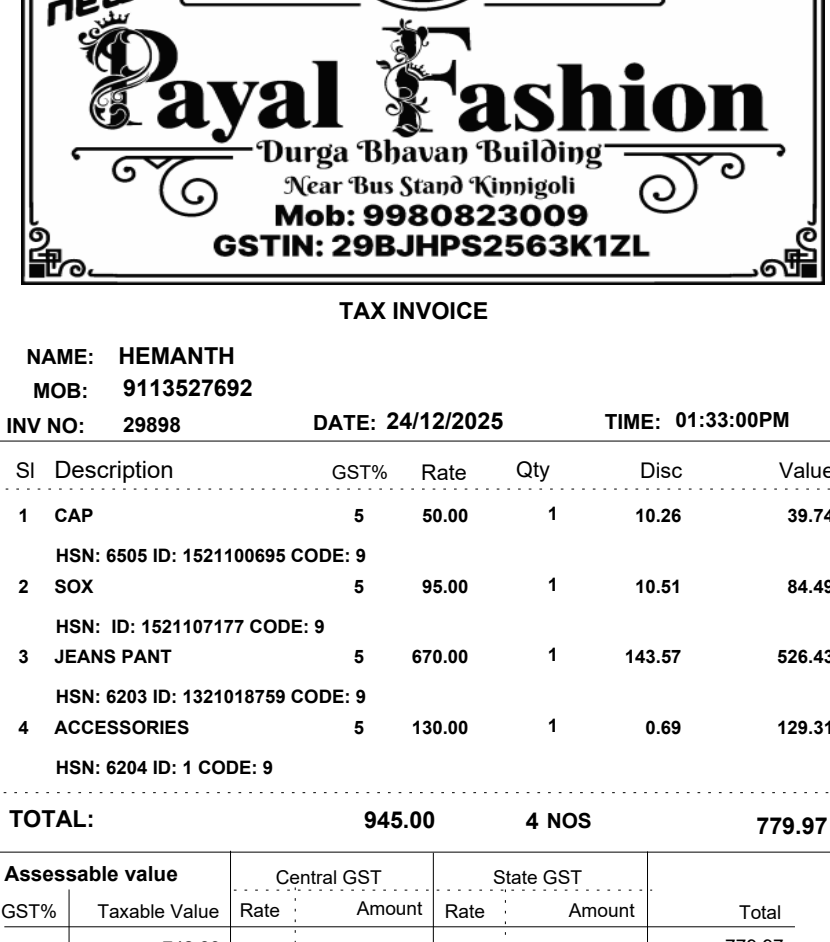 Payal Fashion
Durga Bhavan Building
Near Bus Stand Kinnigoli
Mob: 9980823009
GSTIN: 29BJHPS2563K1ZL
TAX INVOICE
NAME: HEMANTH
MOB: 9113527692
INV NO: 29898 DATE: 24/12/2025 TIME: 01:33:00PM
Sl Description GST% Rate Qty Disc Value
1 CAP 5 50.00 1 10.26 39.74
HSN: 6505 ID: 1521100695 CODE: 9
2 SOX 5 95.00 1 10.51 84.49
HSN: ID: 1521107177 CODE: 9
3 JEANS PANT 5 670.00 1 143.57 526.43
HSN: 6203 ID: 1321018759 CODE: 9
4 ACCESSORIES 5 130.00 1 0.69 129.31
HSN: 6204 ID: 1 CODE: 9
TOTAL: 945.00 4 NOS 779.97
Assessable value Central GST State GST
GST% Taxable Value Rate Amount Rate Amount Total